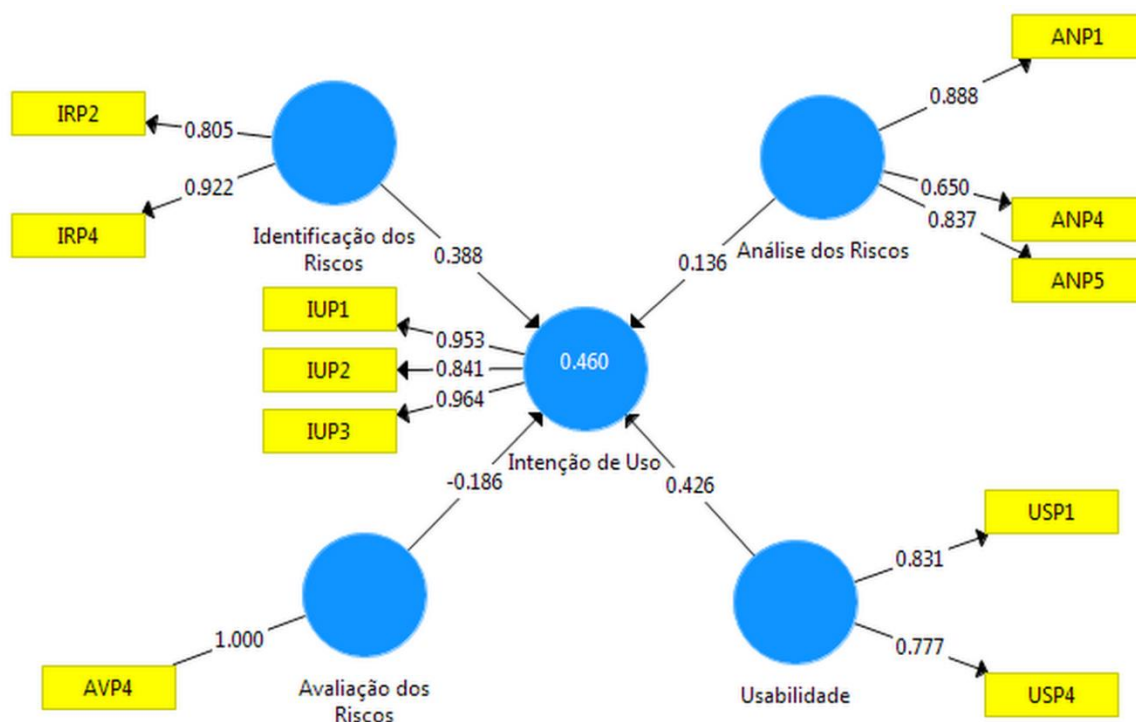 ANP1
IRP2
0.805
0.888
0.922
0.650
IRP4
ANP4
Identificação dos
Riscos
0.837
Análise dos Riscos
0.388
0.136
ANP5
IUP1
0.953
IUP2
0.841
0.460
0.964
IUP3
Intenção de Uso
-0.186
0.426
USP1
0.831
1.000
0.777
AVP4
Avaliação dos
Riscos
Usabilidade
USP4